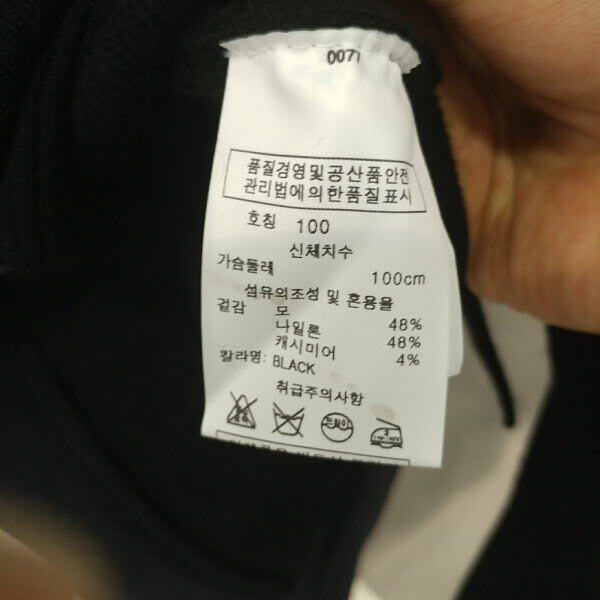 0071
품질경영및공산품안전
관리법에의한품질표시
호칭 100
신체치수
가슴둘레 100cm
섬유의조성 및 혼용율
겉감 모 48%
나일론 48%
캐시미어 4%
칼라명: BLACK
취급주의사항
드라이